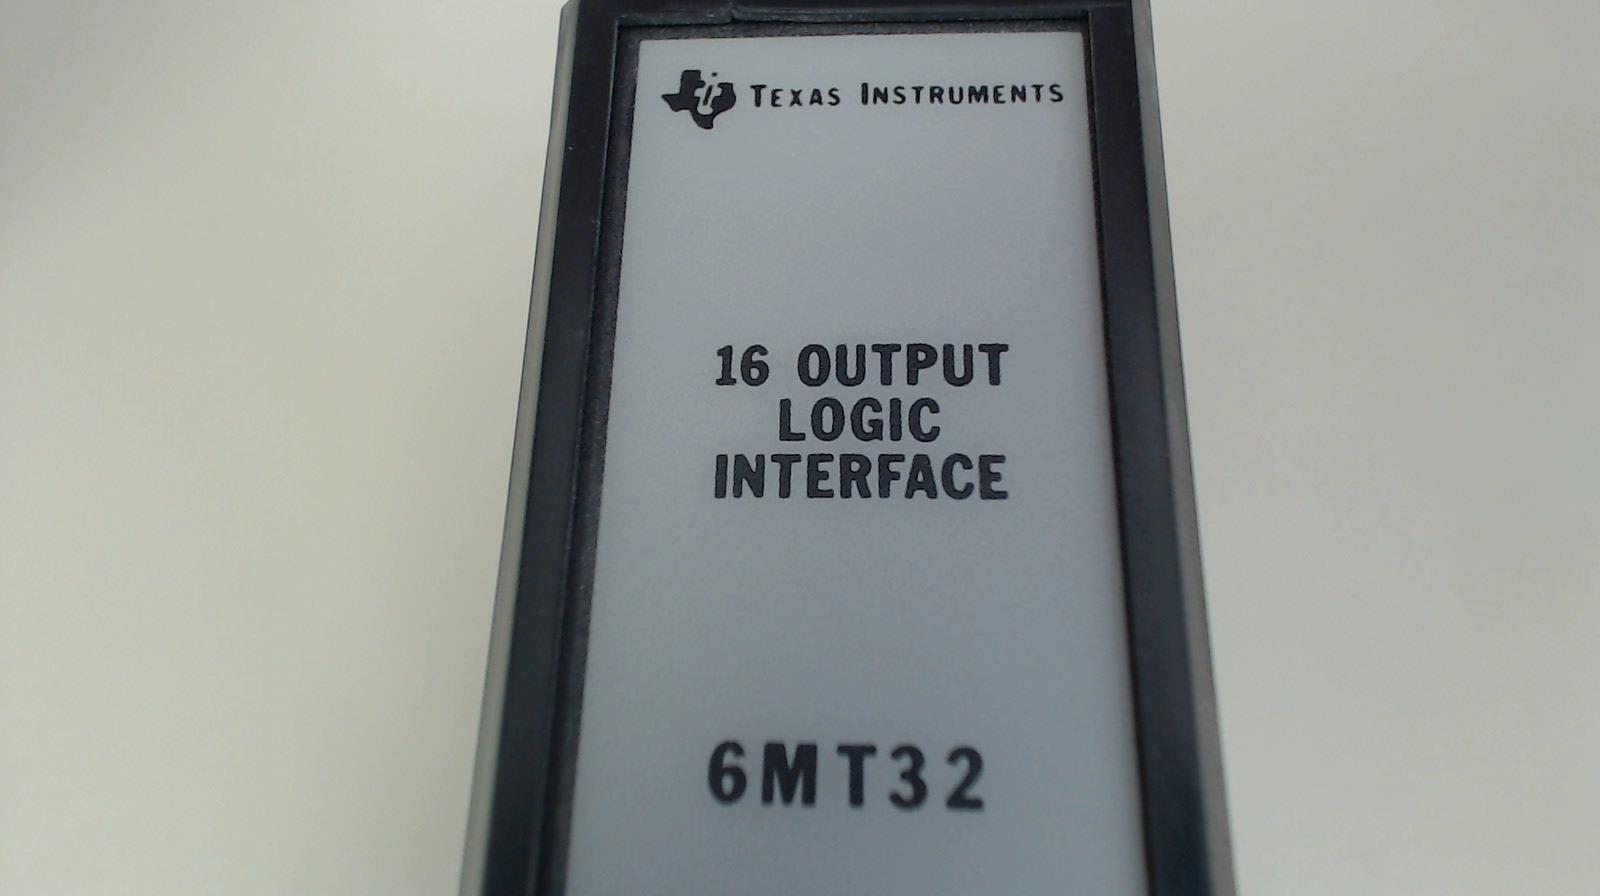 TEXAS INSTRUMENTS
16 OUTPUT
LOGIC
INTERFACE
6MT32